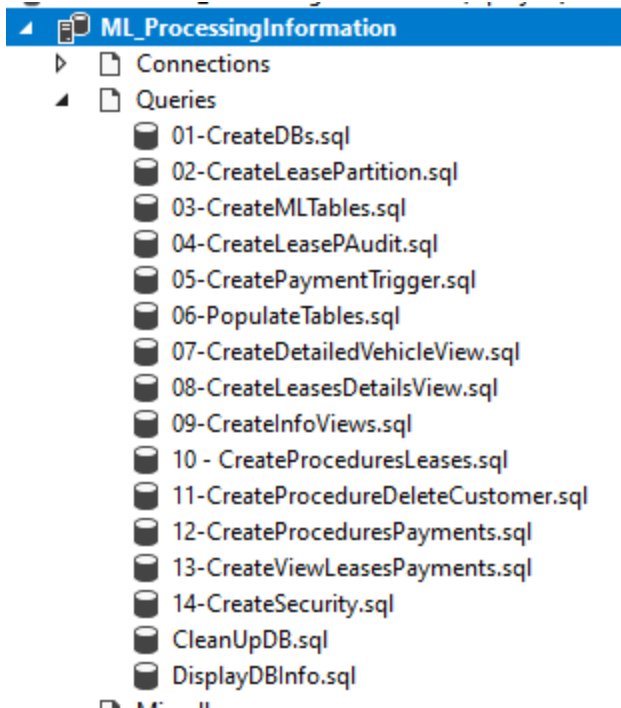 ML_ProcessingInformation
Connections
Queries
01-CreateDBs.sql
02-CreateLeasePartition.sql
03-CreateMLTables.sql
04-CreateLeasePAudit.sql
05-CreatePaymentTrigger.sql
06-PopulateTables.sql
07-CreateDetailedVehicleView.sql
08-CreateLeasesDetailsView.sql
09-CreateInfoViews.sql
10 - CreateProceduresLeases.sql
11-CreateProcedureDeleteCustomer.sql
12-CreateProceduresPayments.sql
13-CreateViewLeasesPayments.sql
14-CreateSecurity.sql
CleanUpDB.sql
DisplayDBInfo.sql